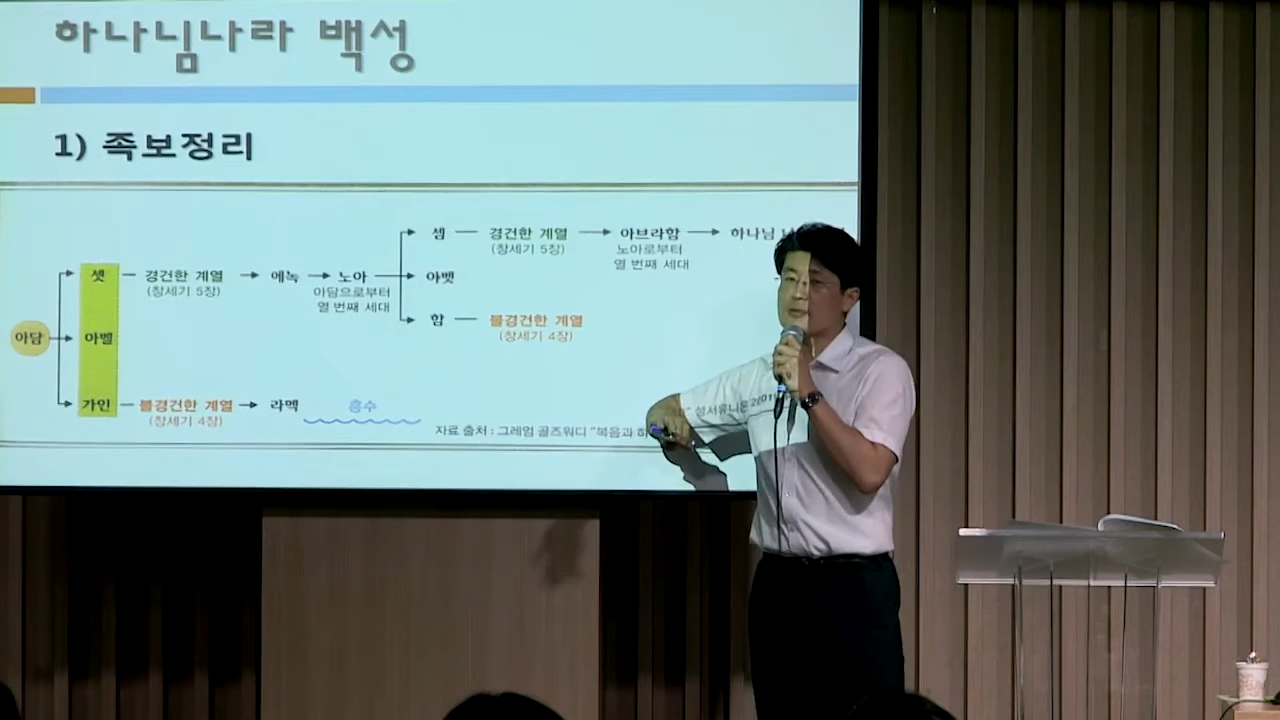 하나님나라 백성
1) 족보정리
셈 경건한 계열 아브라함 하나님
(창세기 5장) 노아로부터
열 번째 세대
셋 경건한 계열 에녹 노아 야벳
(창세기 5장) 아담으로부터
열 번째 세대
함 불경건한 계열
(창세기 4장)
아담 아벨
가인 불경건한 계열 라멕 홍수
(창세기 4장)
자료 출처 : 그레엄 골즈워디 "복음과 하 성서유니온